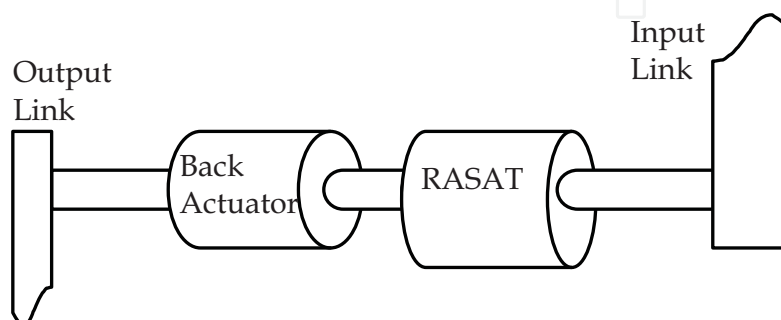 Output
Link
Back
Actuator
RASAT
Input
Link